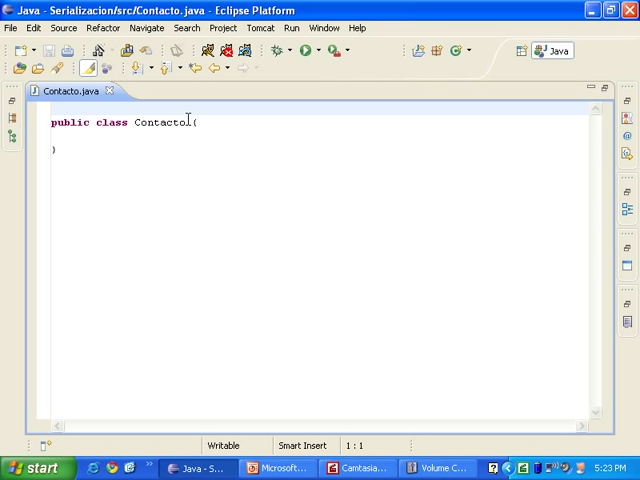 Java - Serializacion/src/Contacto.java - Eclipse Platform
File Edit Source Refactor Navigate Search Project Tomcat Run Window Help
Java
Contacto.java
public class Contacto {
}
Writable Smart Insert 1 : 1
start Java - S... Microsoft... Camtasia... Volume C... 5:23 PM